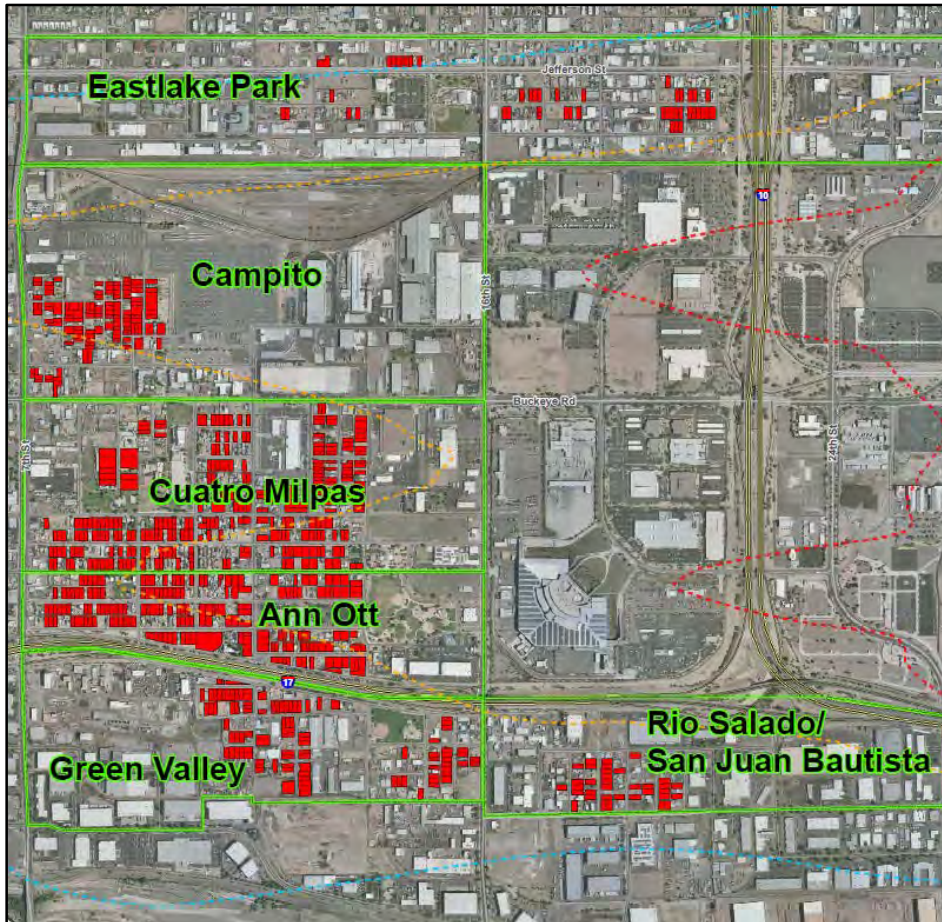 Eastlake Park
Jefferson St
10
Campito
16th St
7th St
Buckeye Rd
24th St
Cuatro Milpas
Ann Ott
17
Rio Salado/
San Juan Bautista
Green Valley